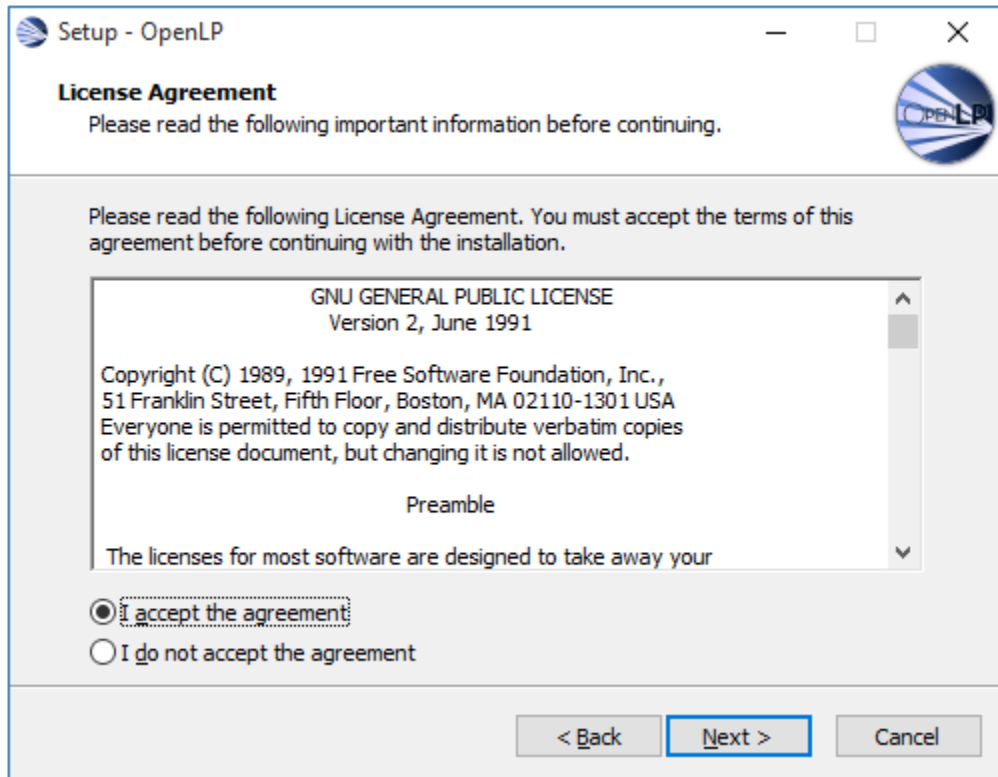 Setup - OpenLP
License Agreement
Please read the following important information before continuing.
OPENLP
Please read the following License Agreement. You must accept the terms of this
agreement before continuing with the installation.
GNU GENERAL PUBLIC LICENSE
Version 2, June 1991
Copyright (C) 1989, 1991 Free Software Foundation, Inc.,
51 Franklin Street, Fifth Floor, Boston, MA 02110-1301 USA
Everyone is permitted to copy and distribute verbatim copies
of this license document, but changing it is not allowed.
Preamble
The licenses for most software are designed to take away your
I accept the agreement
I do not accept the agreement
< Back Next > Cancel